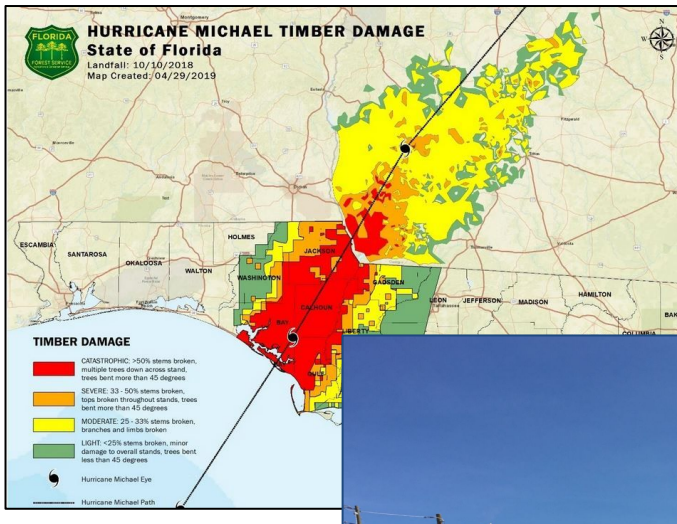 HURRICANE MICHAEL TIMBER DAMAGE
State of Florida
Landfall: 10/10/2018
Map Created: 04/29/2019
FLORIDA
FOREST SERVICE
N
W E
S
Montgomery
ESCAMBIA
SANTAROSA
OKALOOSA
WALTON
HOLMES
WASHINGTON
JACKSON
BAY
CALHOUN
GADSDEN
LIBERTY
GULF
LEON
JEFFERSON
MADISON
HAMILTON
COLUMBIA
TIMBER DAMAGE
CATASTROPHIC: >50% stems broken,
multiple trees down across stand,
trees bent more than 45 degrees
SEVERE: 33 - 50% stems broken,
tops broken throughout stands, trees
bent more than 45 degrees
MODERATE: 25 - 33% stems broken,
branches and limbs broken
LIGHT: <25% stems broken, minor
damage to overall stands, trees bent
less than 45 degrees
Hurricane Michael Eye
Hurricane Michael Path